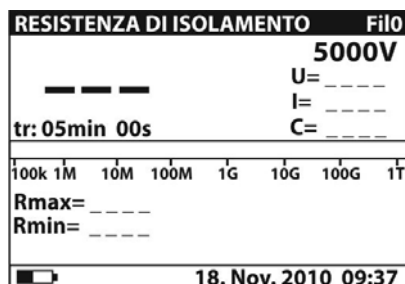 RESISTENZA DI ISOLAMENTO Fil0
5000V
U= _ _ _ _
_ _ _
I= _ _ _ _
tr: 05min 00s C= _ _ _ _
100k 1M 10M 100M 1G 10G 100G 1T
Rmax= _ _ _ _
Rmin= _ _ _ _
18. Nov. 2010 09:37